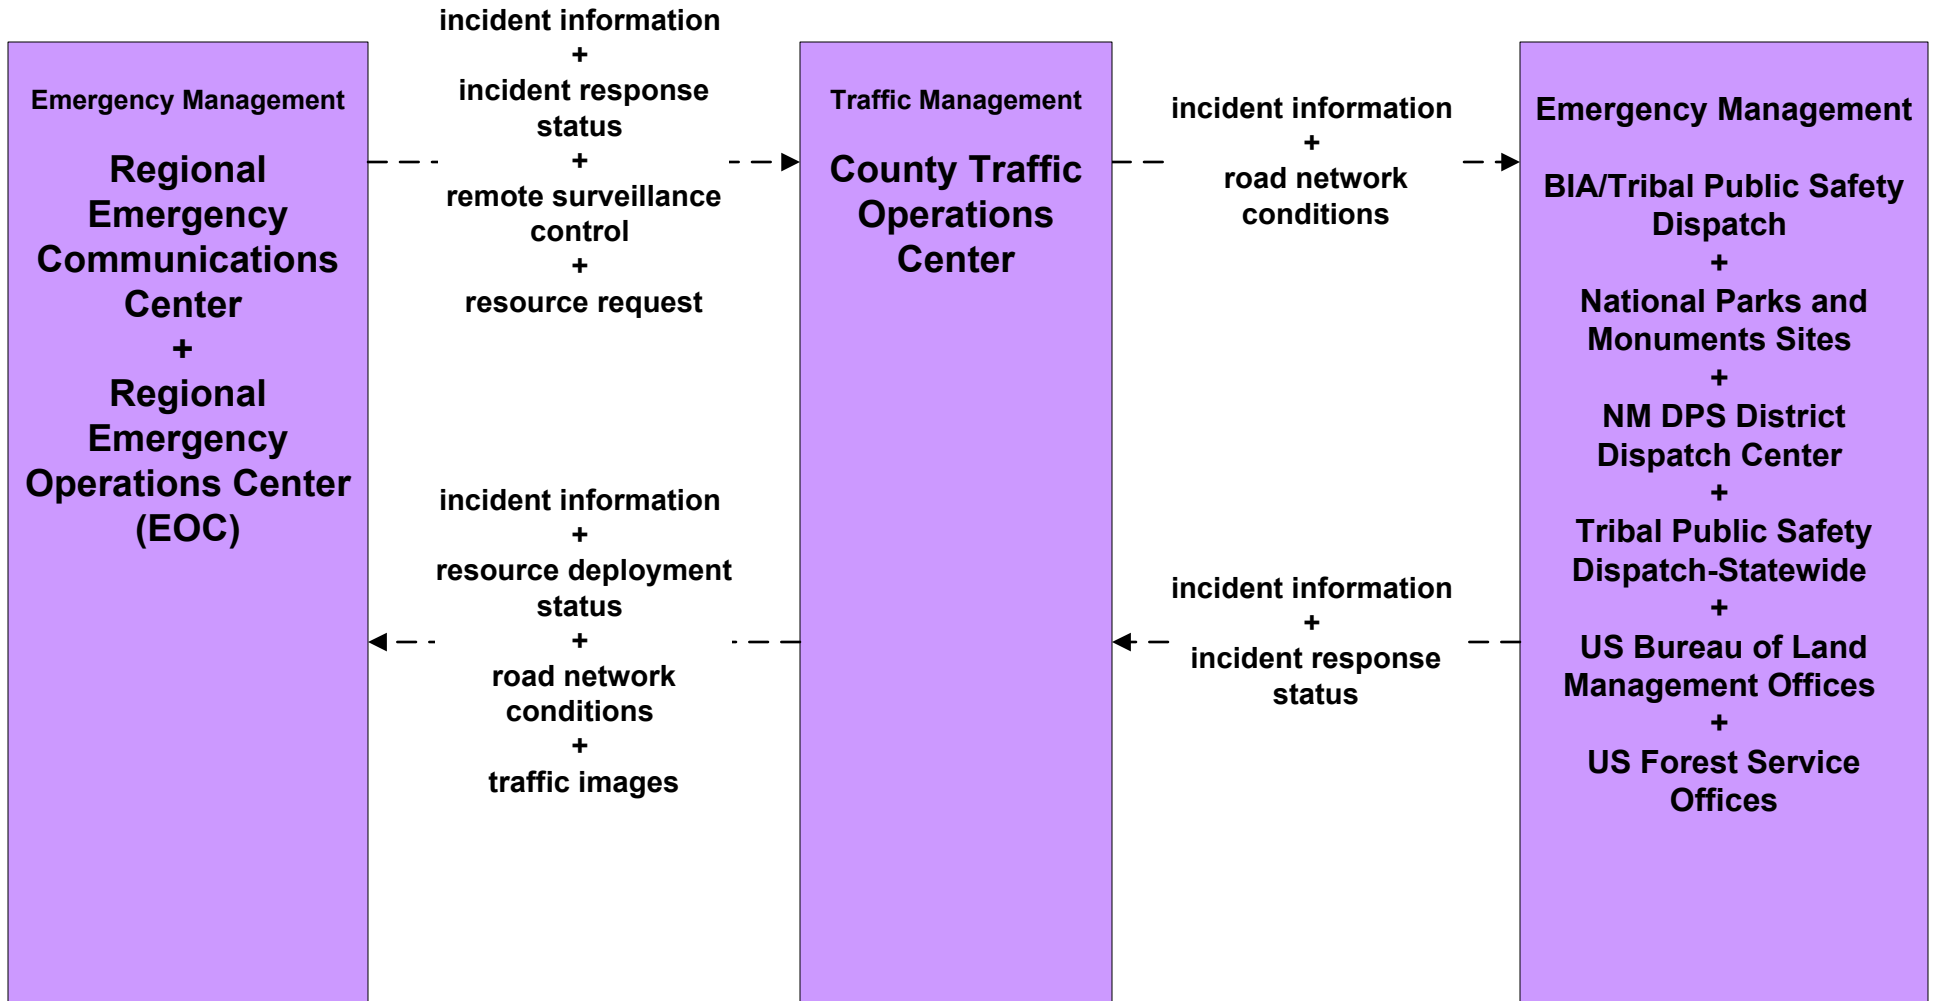 Emergency Management
Regional
Emergency
Communications
Center
+
Regional
Emergency
Operations Center
(EOC)
incident information
+
incident response
status
+
remote surveillance
control
+
resource request
incident information
+
resource deployment
status
+
road network
conditions
+
traffic images
Traffic Management
County Traffic
Operations
Center
incident information
+
road network
conditions
incident information
+
incident response
status
Emergency Management
BIA/Tribal Public Safety
Dispatch
+
National Parks and
Monuments Sites
+
NM DPS District
Dispatch Center
+
Tribal Public Safety
Dispatch-Statewide
+
US Bureau of Land
Management Offices
+
US Forest Service
Offices